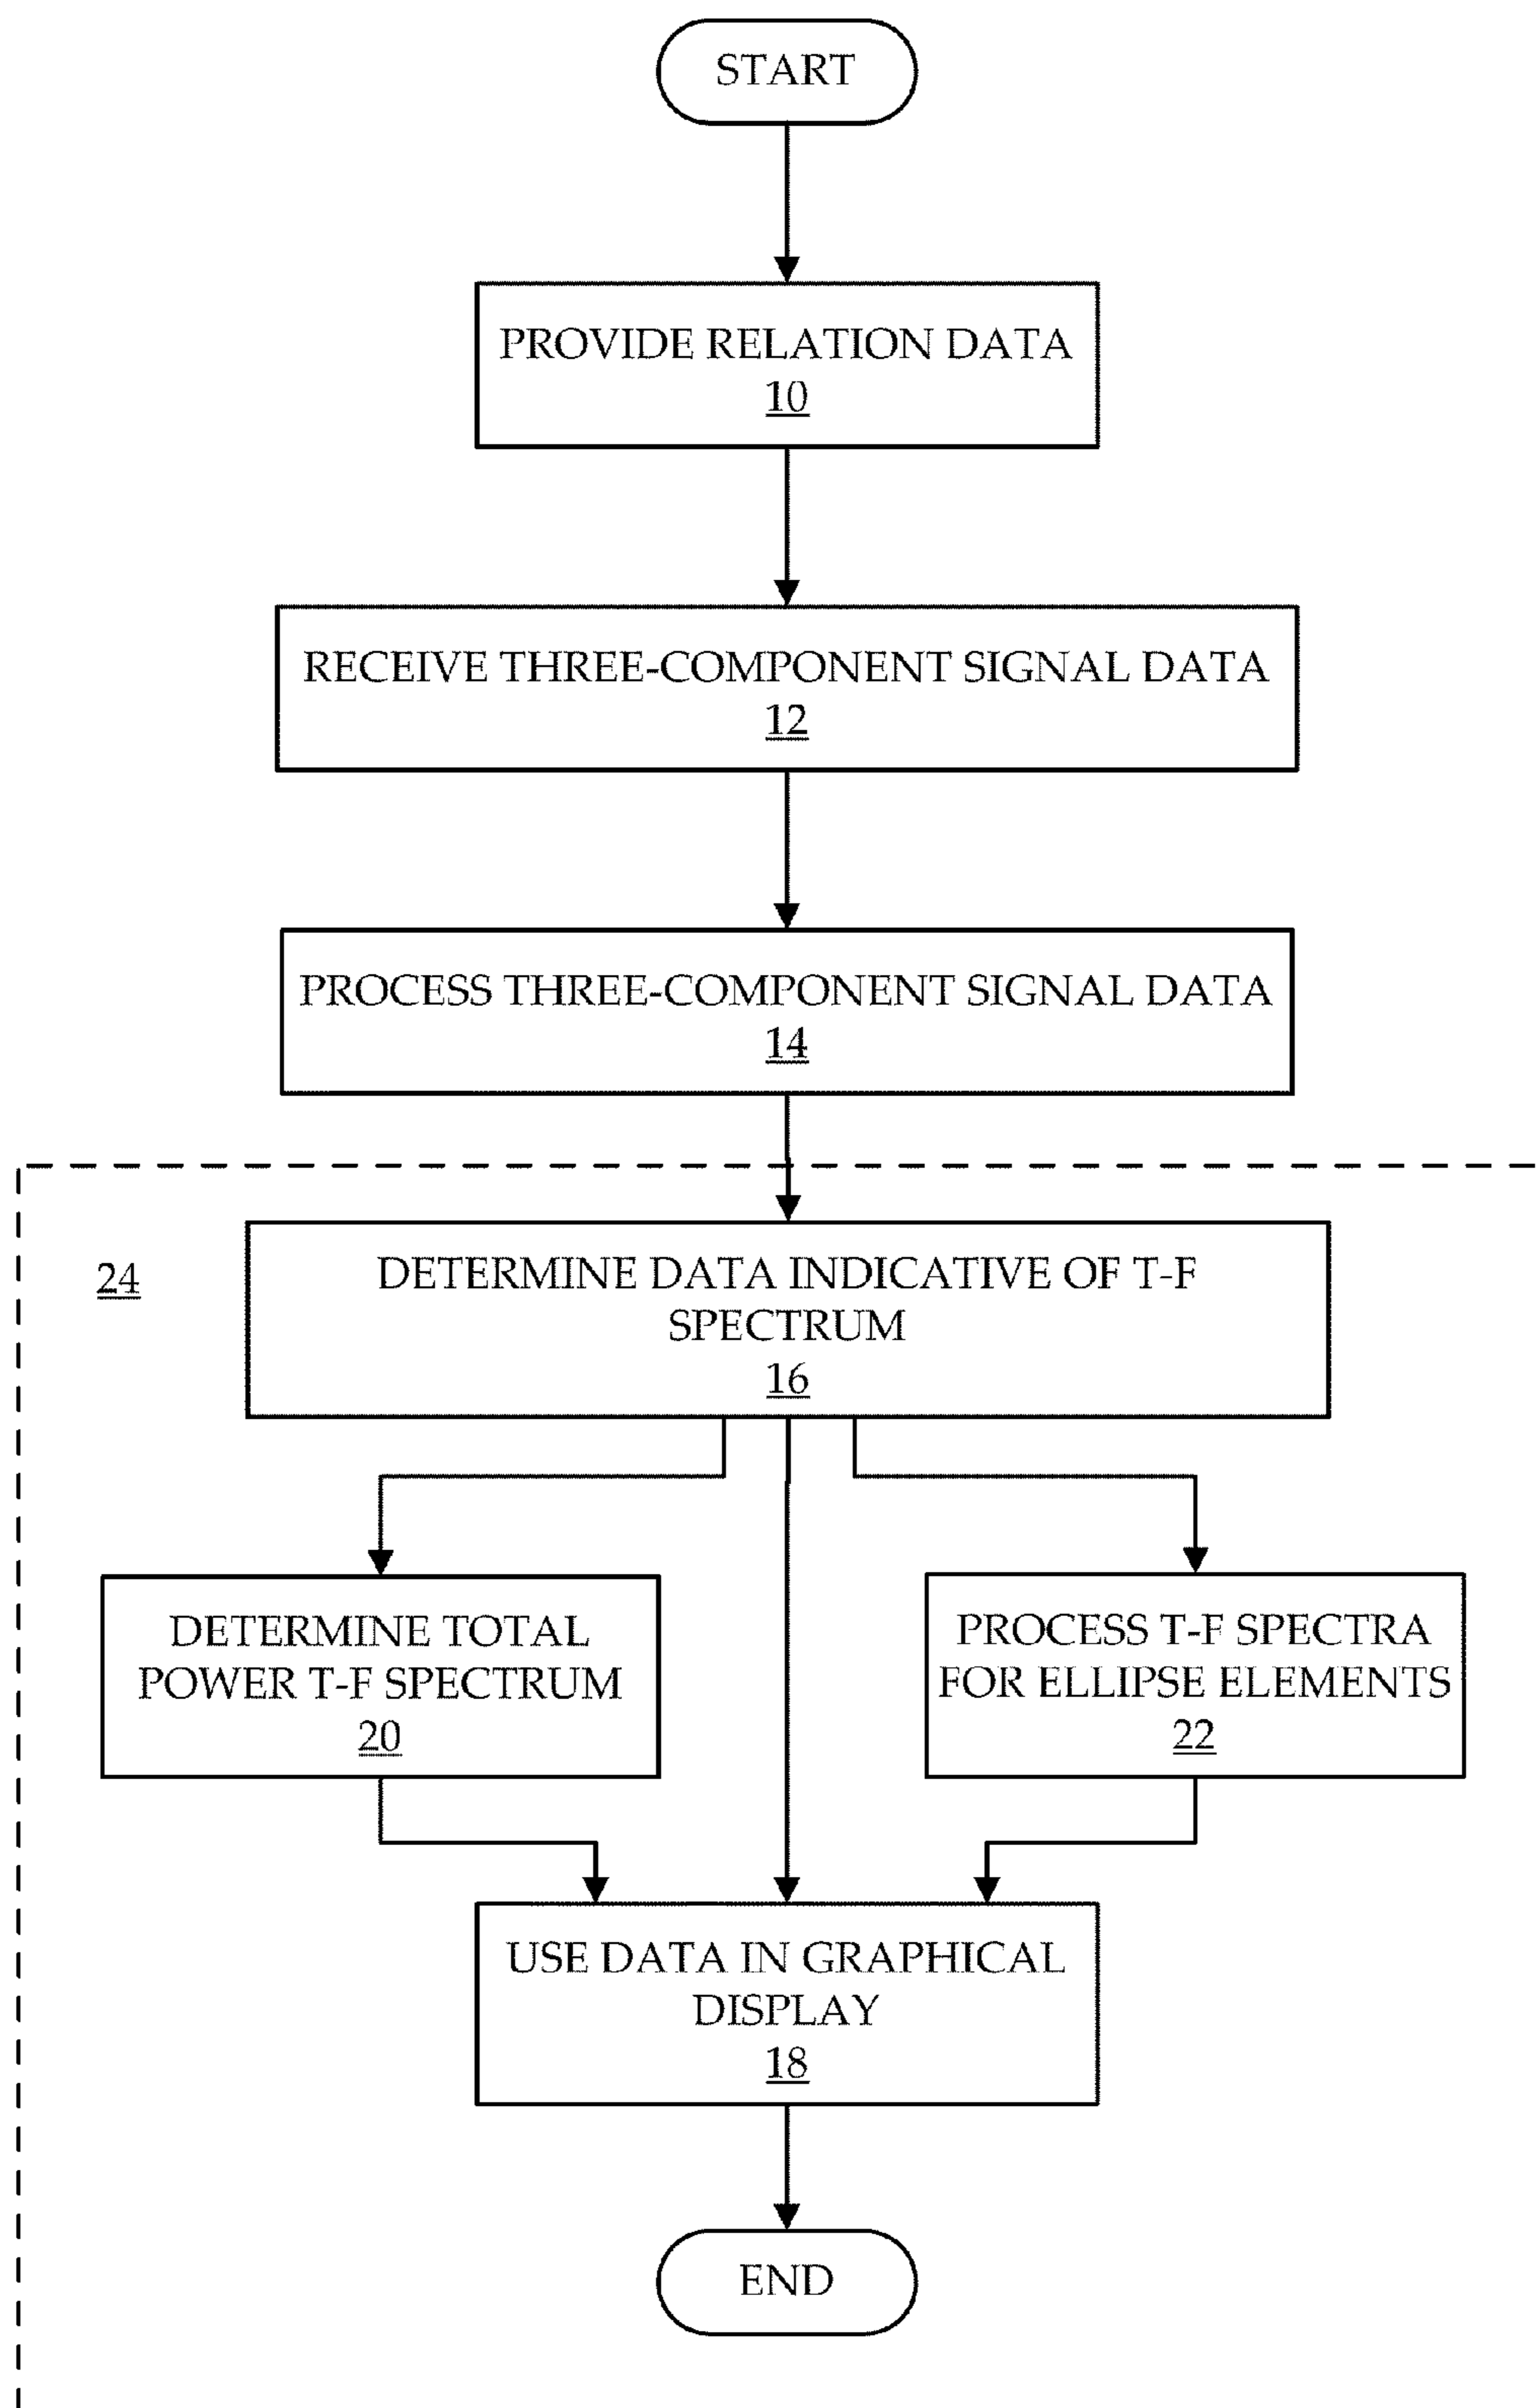 START
PROVIDE RELATION DATA
10
RECEIVE THREE-COMPONENT SIGNAL DATA
12
PROCESS THREE-COMPONENT SIGNAL DATA
14
24
DETERMINE DATA INDICATIVE OF T-F
SPECTRUM
16
DETERMINE TOTAL
POWER T-F SPECTRUM
20
PROCESS T-F SPECTRA
FOR ELLIPSE ELEMENTS
22
USE DATA IN GRAPHICAL
DISPLAY
18
END